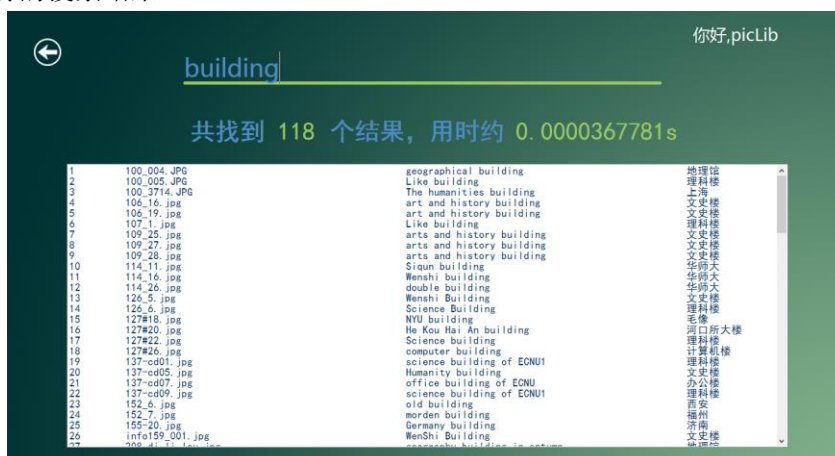 你好,picLib
building
共找到 118 个结果，用时约 0.0000367781s
1 100_004.JPG geographical building 地理馆
2 100_005.JPG Like building 理科楼
3 100_3714.JPG The humanities building 上海
4 106_16.jpg art and history building 文史楼
5 106_19.jpg art and history building 文史楼
6 107_1.jpg Like building 理科楼
7 109_25.jpg arts and history building 文史楼
8 109_27.jpg arts and history building 文史楼
9 109_28.jpg arts and history building 文史楼
10 114_11.jpg Siqun building 华师大
11 114_16.jpg Wenshi building 华师大
12 114_26.jpg double building 华师大
13 126_5.jpg Wenshi Building 文史楼
14 126_6.jpg Science Building 理科楼
15 127#18.jpg NYU building 毛像
16 127#20.jpg He Kou Hai An building 河口所大楼
17 127#22.jpg Science building 理科楼
18 127#26.jpg computer building 计算机楼
19 137-cd01.jpg science building of ECNU1 理科楼
20 137-cd05.jpg Humanity building 文史楼
21 137-cd07.jpg office building of ECNU 办公楼
22 137-cd09.jpg science building of ECNU1 理科楼
23 152_6.jpg old building 西安
24 152_7.jpg morden building 福州
25 155-20.jpg Germany building 济南
26 info159_001.jpg WenShi Building 文史楼